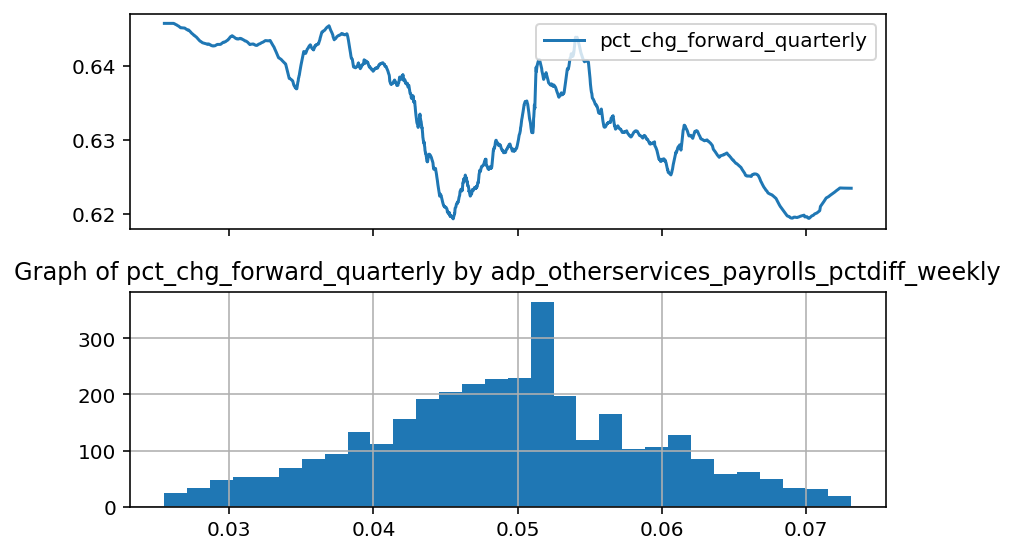 pct_chg_forward_quarterly
0.64
0.63
0.62
Graph of pct_chg_forward_quarterly by adp_otherservices_payrolls_pctdiff_weekly
300
200
100
0
0.03 0.04 0.05 0.06 0.07